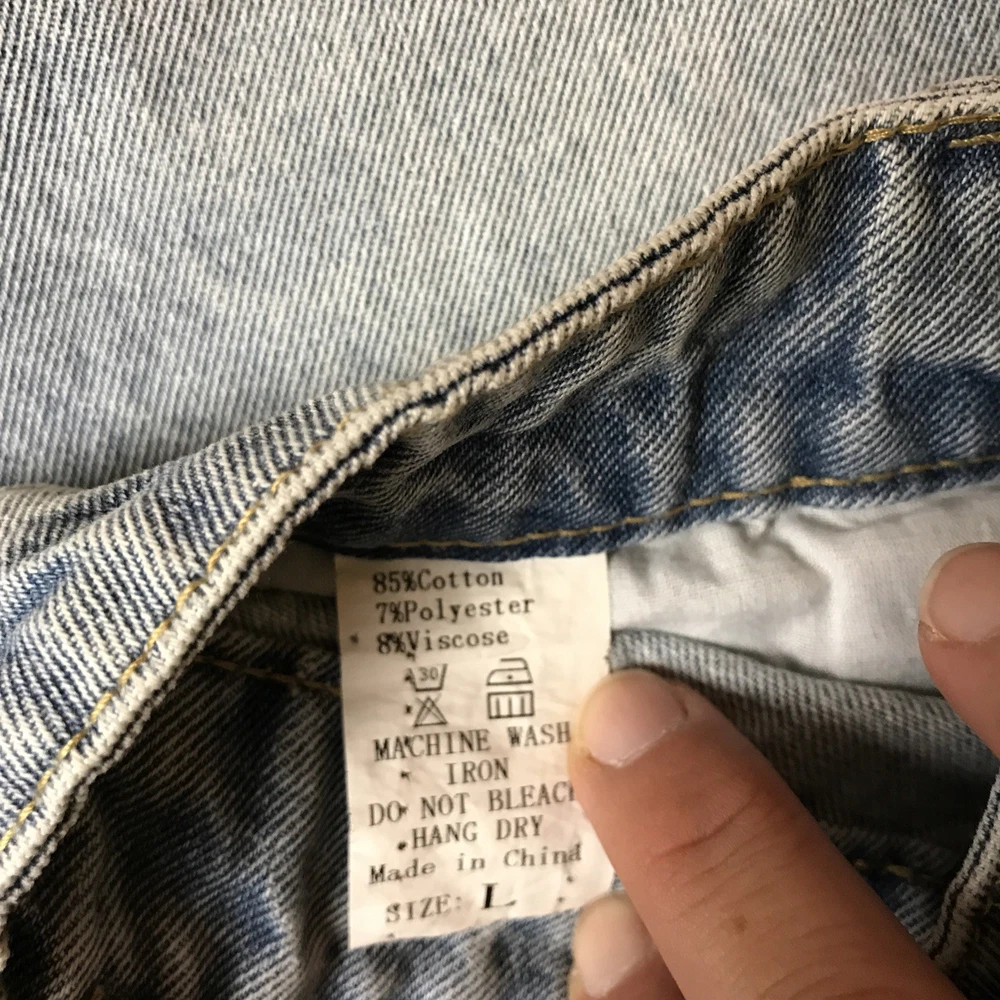 85%Cotton
7%Polyester
8%Viscose
30
MACHINE WASH
IRON
DO NOT BLEAC
HANG DRY
Made in China
SIZE: L